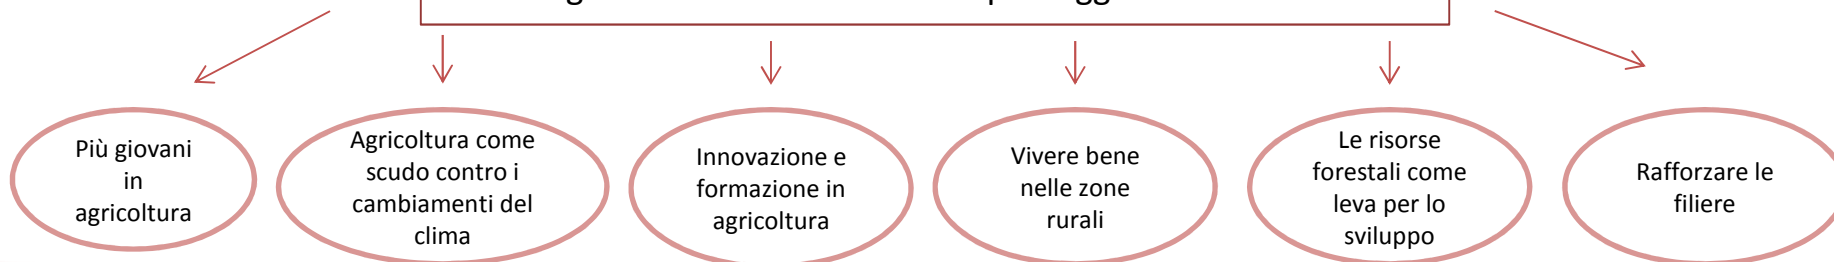 Più giovani
in
agricoltura
Agricoltura come
scudo contro i
cambiamenti del
clima
Innovazione e
formazione in
agricoltura
Vivere bene
nelle zone
rurali
Le risorse
forestali come
leva per lo
sviluppo
Rafforzare le
filiere